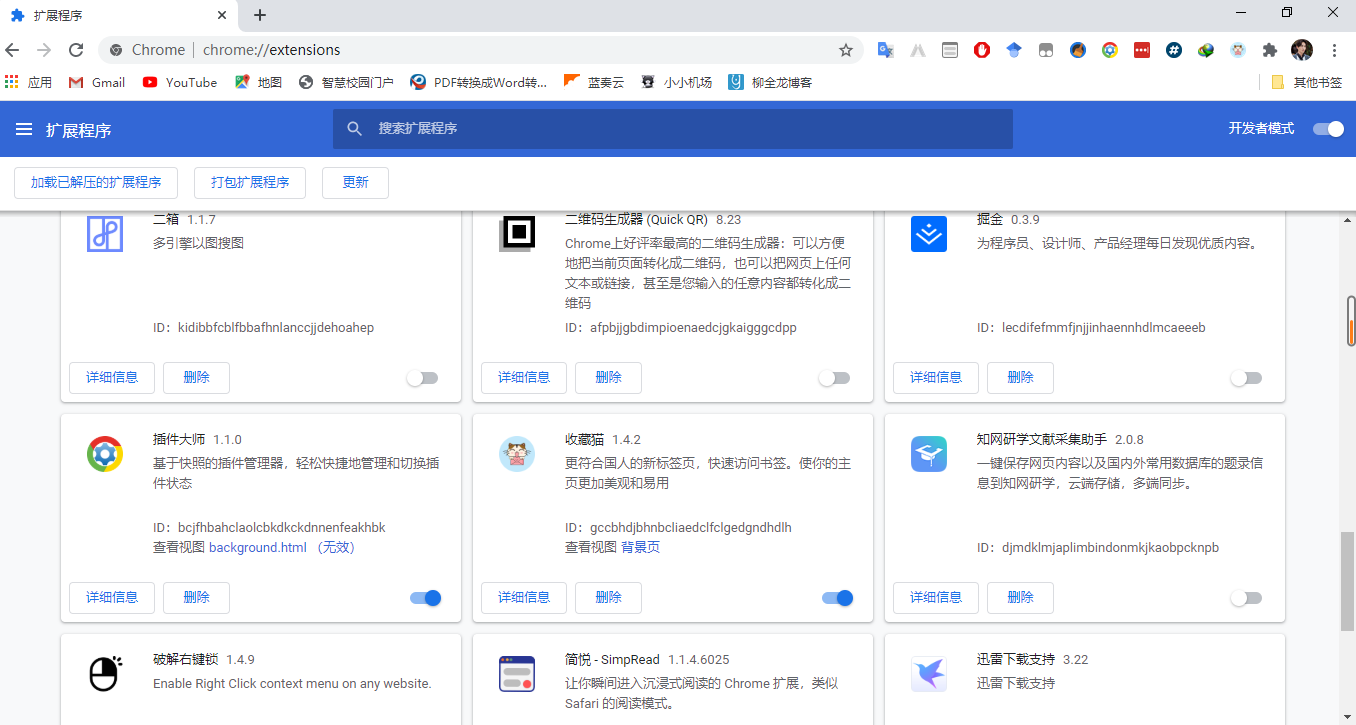 扩展程序
Chrome | chrome://extensions
应用 Gmail YouTube 地图 智慧校园门户 PDF转换成Word转... 蓝奏云 小小机场 柳全龙博客 其他书签
扩展程序 搜索扩展程序 开发者模式
加载已解压的扩展程序 打包扩展程序 更新
二箱 1.1.7
多引擎以图搜图
ID：kidibbfcblfbbafhnlanccjjdehoahep
详细信息 删除
二维码生成器 (Quick QR) 8.23
Chrome上好评率最高的二维码生成器：可以方便
地把当前页面转化成二维码，也可以把网页上任何
文本或链接，甚至是您输入的任意内容都转化成二
维码
ID：afpbjjgbdimpioenaedcjgkaigggcdpp
详细信息 删除
掘金 0.3.9
为程序员、设计师、产品经理每日发现优质内容。
ID：lecdifefmmfjnjjinhaennhdlmcaeeeb
详细信息 删除
插件大师 1.1.0
基于快照的插件管理器，轻松快捷地管理和切换插
件状态
ID：bcjfhbahclaolcbkdkckdnnenfeakhbk
查看视图 background.html （无效）
详细信息 删除
收藏猫 1.4.2
更符合国人的新标签页，快速访问书签。使你的主
页更加美观和易用
ID：gccbhdjbhnbcliaedclfclgedgndhdlh
查看视图 背景页
详细信息 删除
知网研学文献采集助手 2.0.8
一键保存网页内容以及国内外常用数据库的题录信
息到知网研学，云端存储，多端同步。
ID：djmdklmjaplimbindonmkjkaobpcknpb
详细信息 删除
破解右键锁 1.4.9
Enable Right Click context menu on any website.
简悦 - SimpRead 1.1.4.6025
让你瞬间进入沉浸式阅读的 Chrome 扩展，类似
Safari 的阅读模式。
迅雷下载支持 3.22
迅雷下载支持